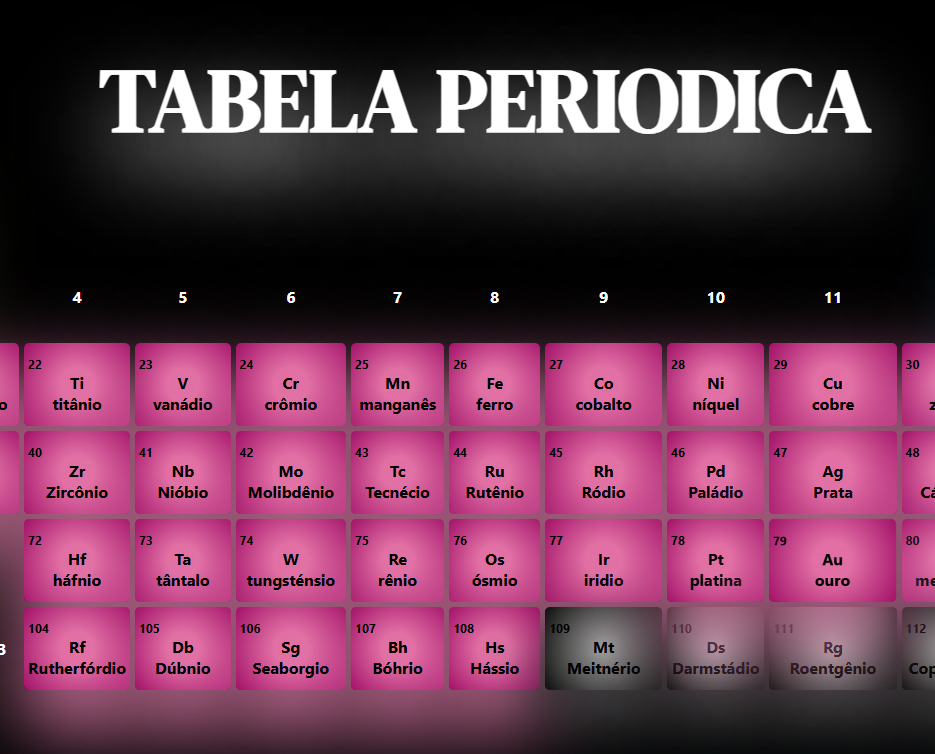 TABELA PERIODICA
4 5 6 7 8 9 10 11
22 23 24 25 26 27 28 29 30
Ti V Cr Mn Fe Co Ni Cu
titânio vanádio crômio manganês ferro cobalto níquel cobre
40 41 42 43 44 45 46 47 48
Zr Nb Mo Tc Ru Rh Pd Ag
Zircônio Nióbio Molibdênio Tecnécio Rutênio Ródio Paládio Prata
72 73 74 75 76 77 78 79 80
Hf Ta W Re Os Ir Pt Au
háfnio tântalo tungsténsio rênio ósmio iridio platina ouro
104 105 106 107 108 109 110 111 112
Rf Db Sg Bh Hs Mt Ds Rg
Rutherfórdio Dúbnio Seaborgio Bóhrio Hássio Meitnério Darmstádio Roentgênio